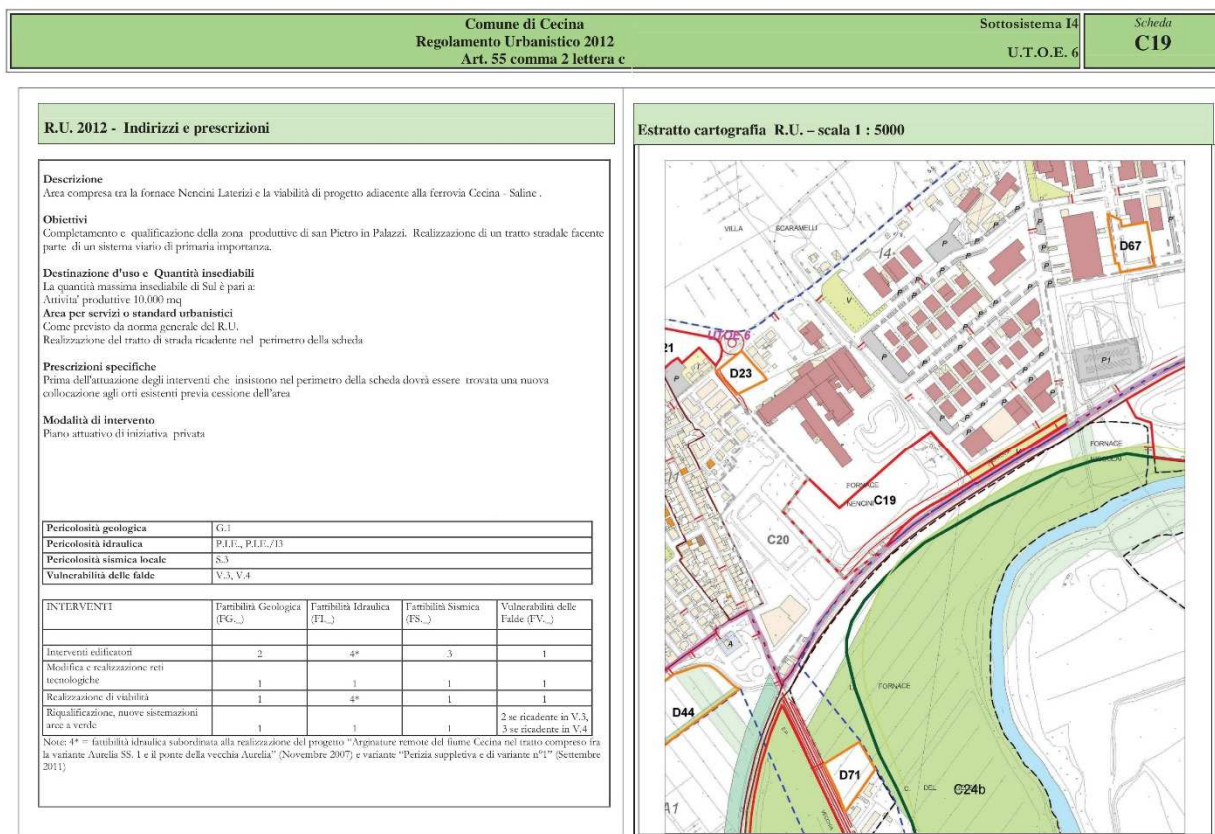 Comune di Cecina
Regolamento Urbanistico 2012
Art. 55 comma 2 lettera c
Sottosistema I4
U.T.O.E. 6
Scheda
C19
R.U. 2012 - Indirizzi e prescrizioni
Descrizione
Area compresa tra la fornace Nencini Laterizi e la viabilità di progetto adiacente alla ferrovia Cecina - Saline .
Obiettivi
Completamento e qualificazione della zona produttive di san Pietro in Palazzi. Realizzazione di un tratto stradale facente
parte di un sistema viario di primaria importanza.
Destinazione d'uso e Quantità insediabili
La quantità massima insediabile di Sul è pari a:
Attivita' produttive 10.000 mq
Area per servizi o standard urbanistici
Come previsto da norma generale del R.U.
Realizzazione del tratto di strada ricadente nel perimetro della scheda
Prescrizioni specifiche
Prima dell'attuazione degli interventi che insistono nel perimetro della scheda dovrà essere trovata una nuova
collocazione agli orti esistenti previa cessione dell'area
Modalità di intervento
Piano attuativo di iniziativa privata
Pericolosità geologica G.1
Pericolosità idraulica P.I.E., P.I.E./I3
Pericolosità sismica locale S.3
Vulnerabilità delle falde V.3, V.4
INTERVENTI Fattibilità Geologica (FG._) Fattibilità Idraulica (FI._) Fattibilità Sismica (FS._) Vulnerabilità delle Falde (FV._)
Interventi edificatori 2 4* 3 1
Modifica e realizzazione reti tecnologiche 1 1 1 1
Realizzazione di viabilità 1 4* 1 1
Riqualificazione, nuove sistemazioni aree a verde 1 1 1 2 se ricadente in V.3, 3 se ricadente in V.4
Note: 4* = fattibilità idraulica subordinata alla realizzazione del progetto "Arginature remote del fiume Cecina nel tratto compreso fra
la variante Aurelia SS. 1 e il ponte della vecchia Aurelia" (Novembre 2007) e variante "Perizia suppletiva e di variante n°1" (Settembre
2011)
Estratto cartografia R.U. – scala 1 : 5000
VILLA SCARAMELLI
I4
D67
V
UTOE 6
21
D23
P1
FORNACE
NENCINI
FORNACE
NENCINI
C19
C20
A
FORNACE
D44
D71
C. DEL
C24b
A1